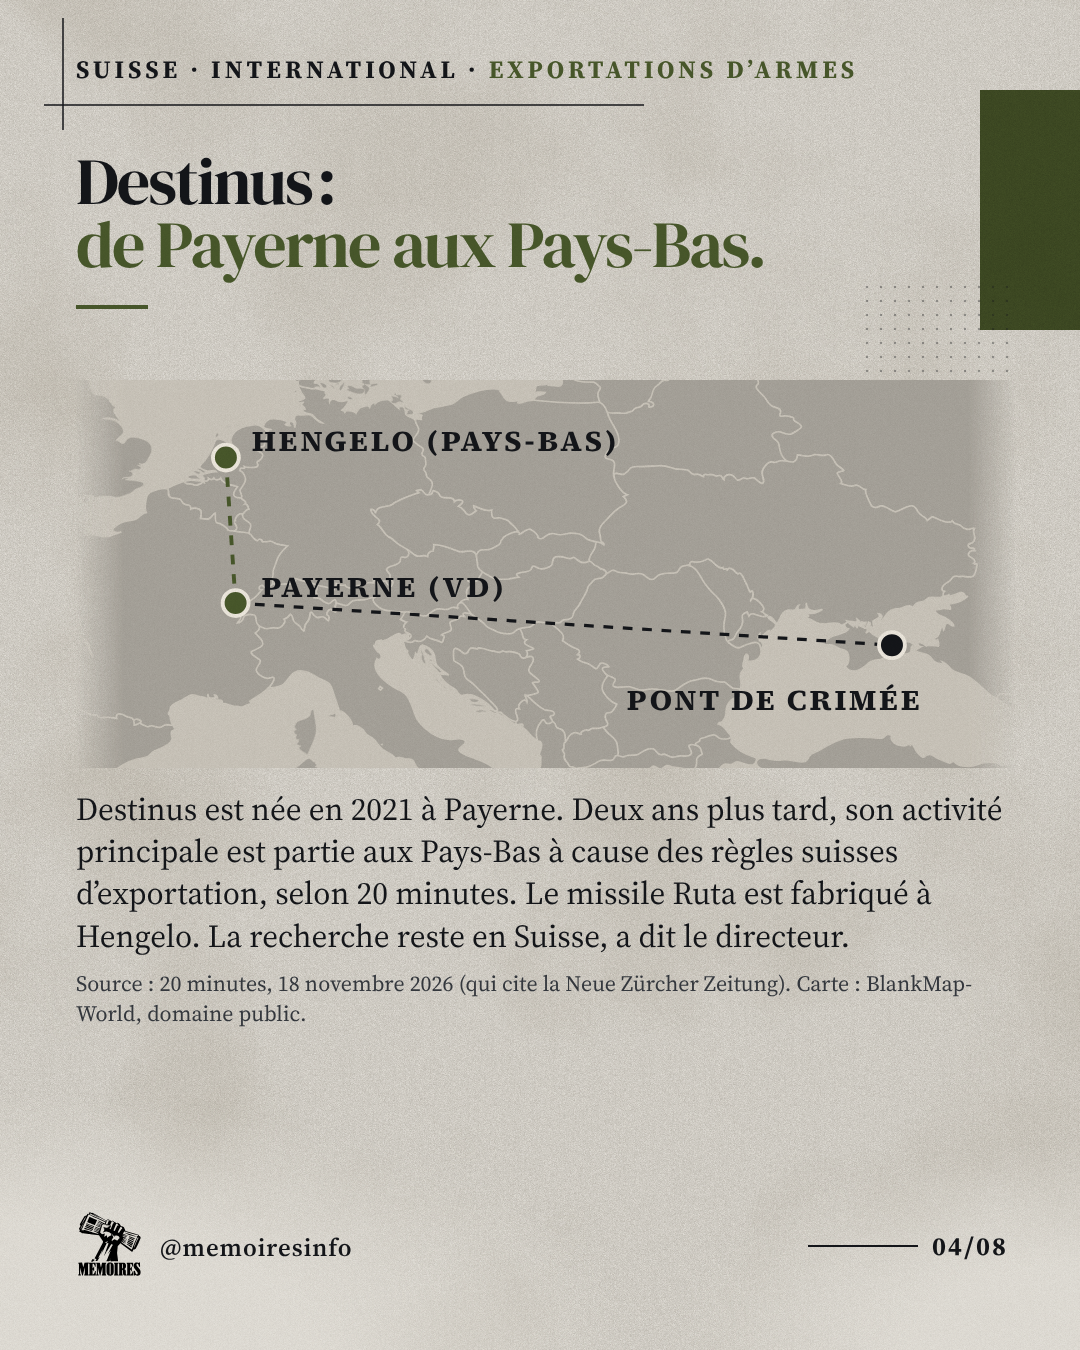 SUISSE · INTERNATIONAL · EXPORTATIONS D’ARMES
Destinus :
de Payerne aux Pays-Bas.
HENGELO (PAYS-BAS)
PAYERNE (VD)
PONT DE CRIMÉE
Destinus est née en 2021 à Payerne. Deux ans plus tard, son activité
principale est partie aux Pays-Bas à cause des règles suisses
d’exportation, selon 20 minutes. Le missile Ruta est fabriqué à
Hengelo. La recherche reste en Suisse, a dit le directeur.
Source : 20 minutes, 18 novembre 2026 (qui cite la Neue Zürcher Zeitung). Carte : BlankMap-
World, domaine public.
MÉMOIRES
@memoiresinfo
04/08